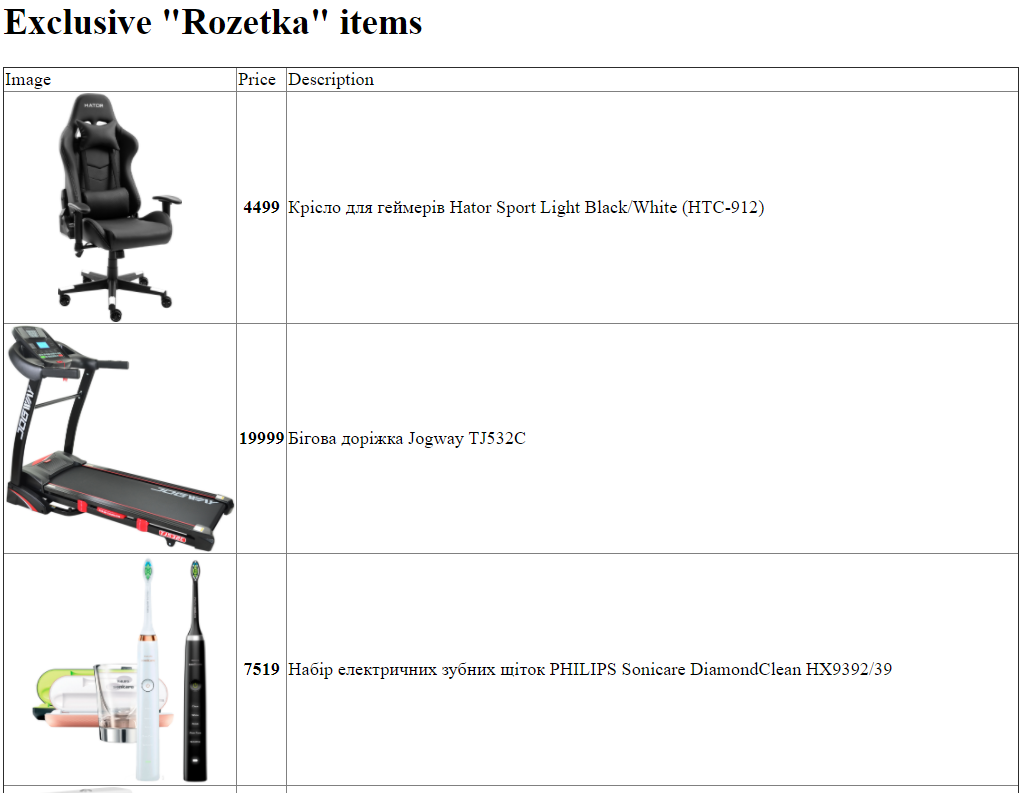 Exclusive "Rozetka" items
Image Price Description
HATOR
4499 Крісло для геймерів Hator Sport Light Black/White (HTC-912)
JOGWAY
19999 Бігова доріжка Jogway TJ532C
JOGWAY
7519 Набір електричних зубних щіток PHILIPS Sonicare DiamondClean HX9392/39